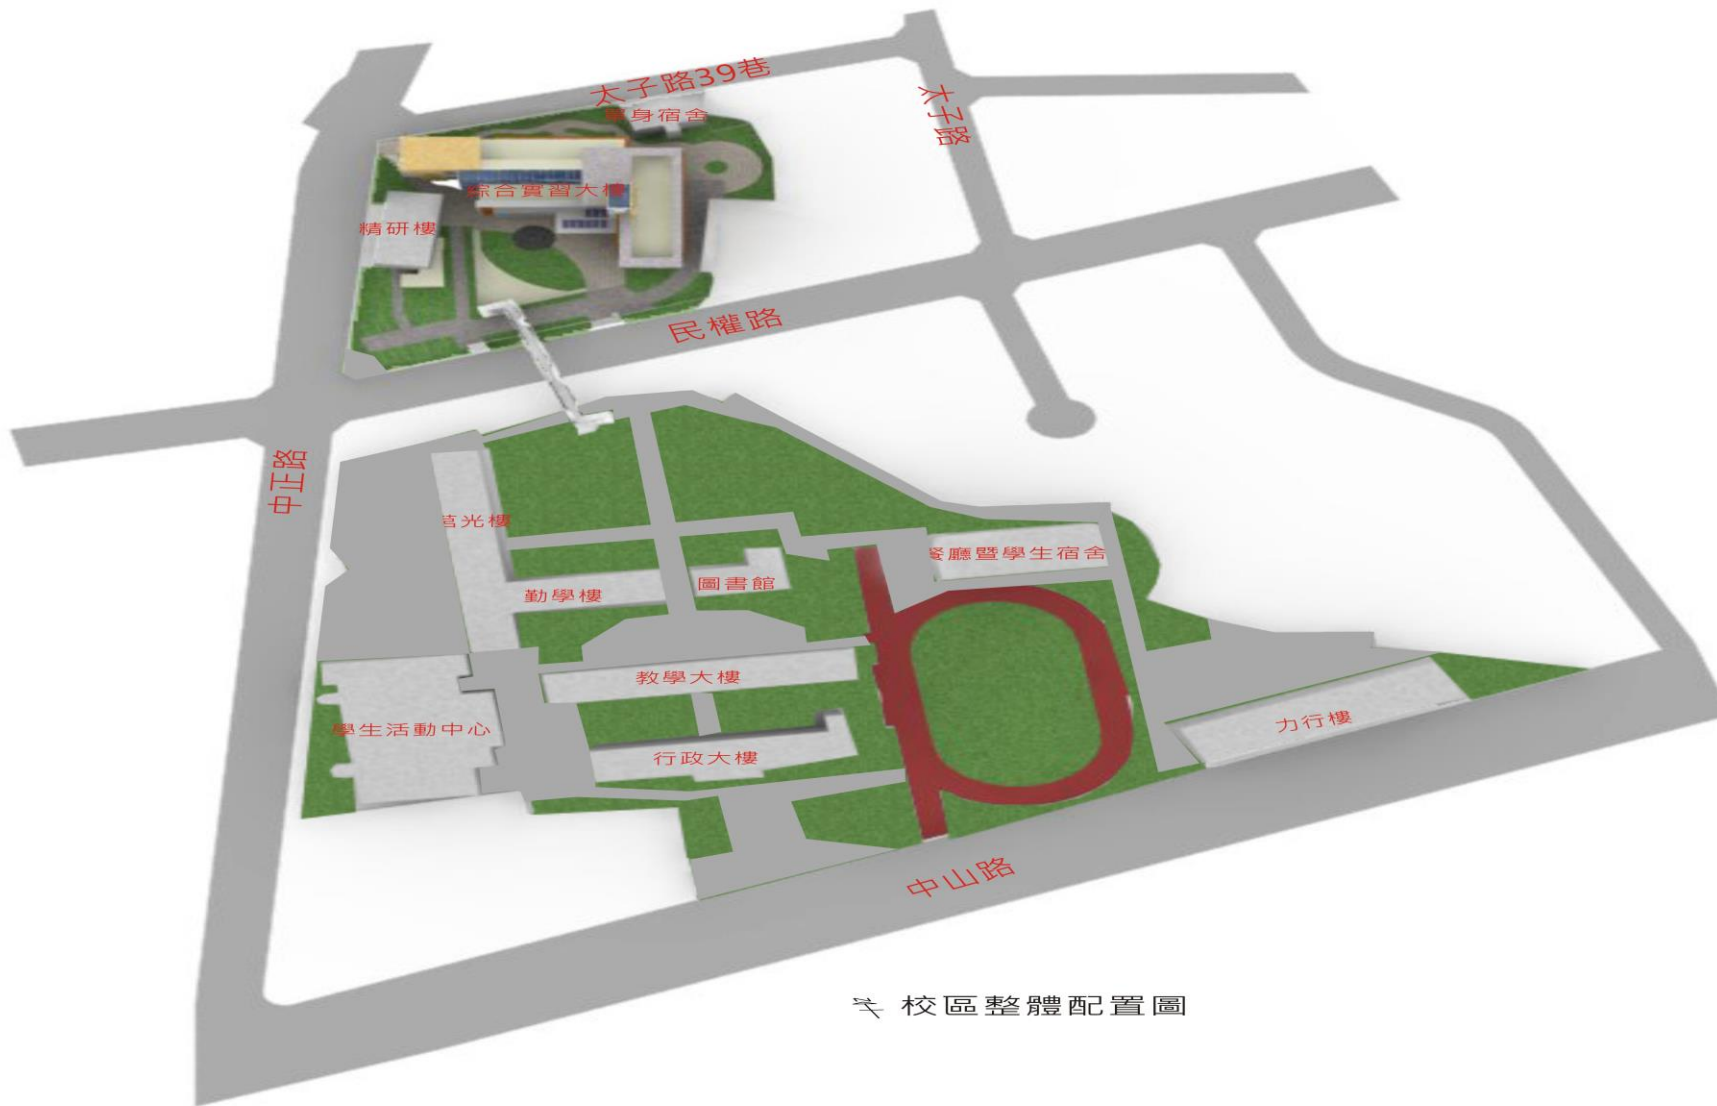 太子路39巷
太子路
單身宿舍
綜合實習大樓
精研樓
民權路
中正路
莒光樓
餐廳暨學生宿舍
圖書館
勤學樓
教學大樓
學生活動中心
力行樓
行政大樓
中山路
校區整體配置圖